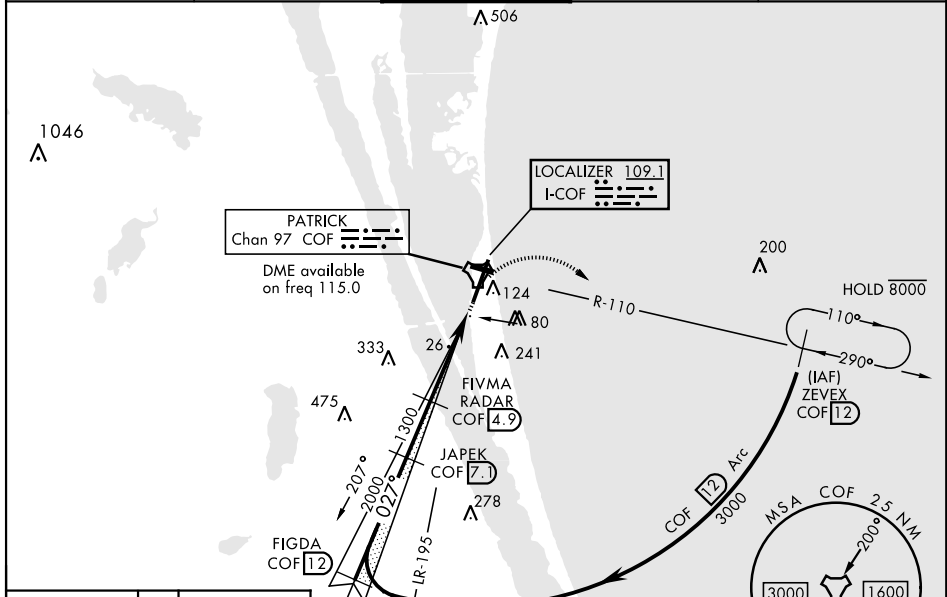 506
1046
LOCALIZER 109.1
I-COF
PATRICK
Chan 97 COF
DME available
on freq 115.0
200
HOLD 8000
124
R-110
110°
80
290°
333
26
241
(IAF)
ZEVEX
COF 12
FIVMA
RADAR
COF 4.9
475
1300
JAPEK
COF 7.1
COF 12 Arc
3000
207°
2000
027°
278
MSA COF 25 NM
200°
FIGDA
COF 12
LR-195
3000
1600